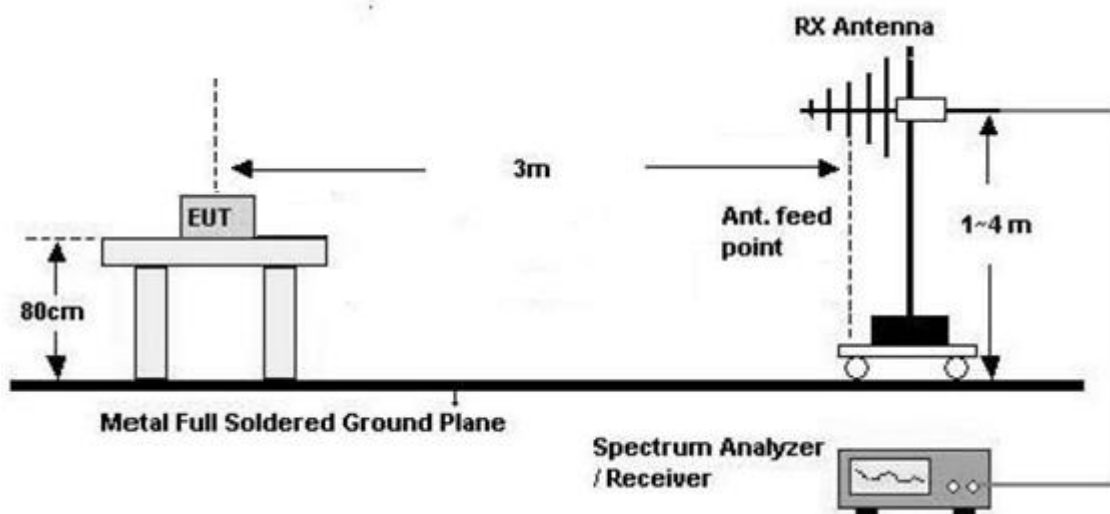 RX Antenna
3m
EUT
Ant. feed
point
1~4 m
80cm
Metal Full Soldered Ground Plane
Spectrum Analyzer
/ Receiver